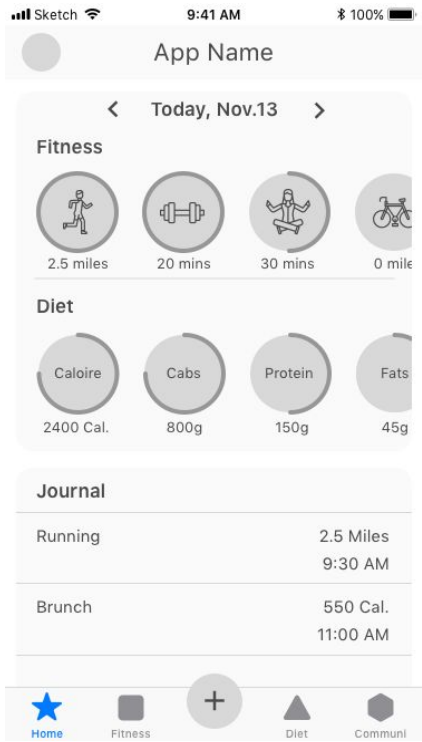 Sketch 9:41 AM 100%
App Name
< Today, Nov.13 >
Fitness
2.5 miles 20 mins 30 mins 0 mile
Diet
Caloire Cabs Protein Fats
2400 Cal. 800g 150g 45g
Journal
Running 2.5 Miles
9:30 AM
Brunch 550 Cal.
11:00 AM
+
Home Fitness Diet Communi